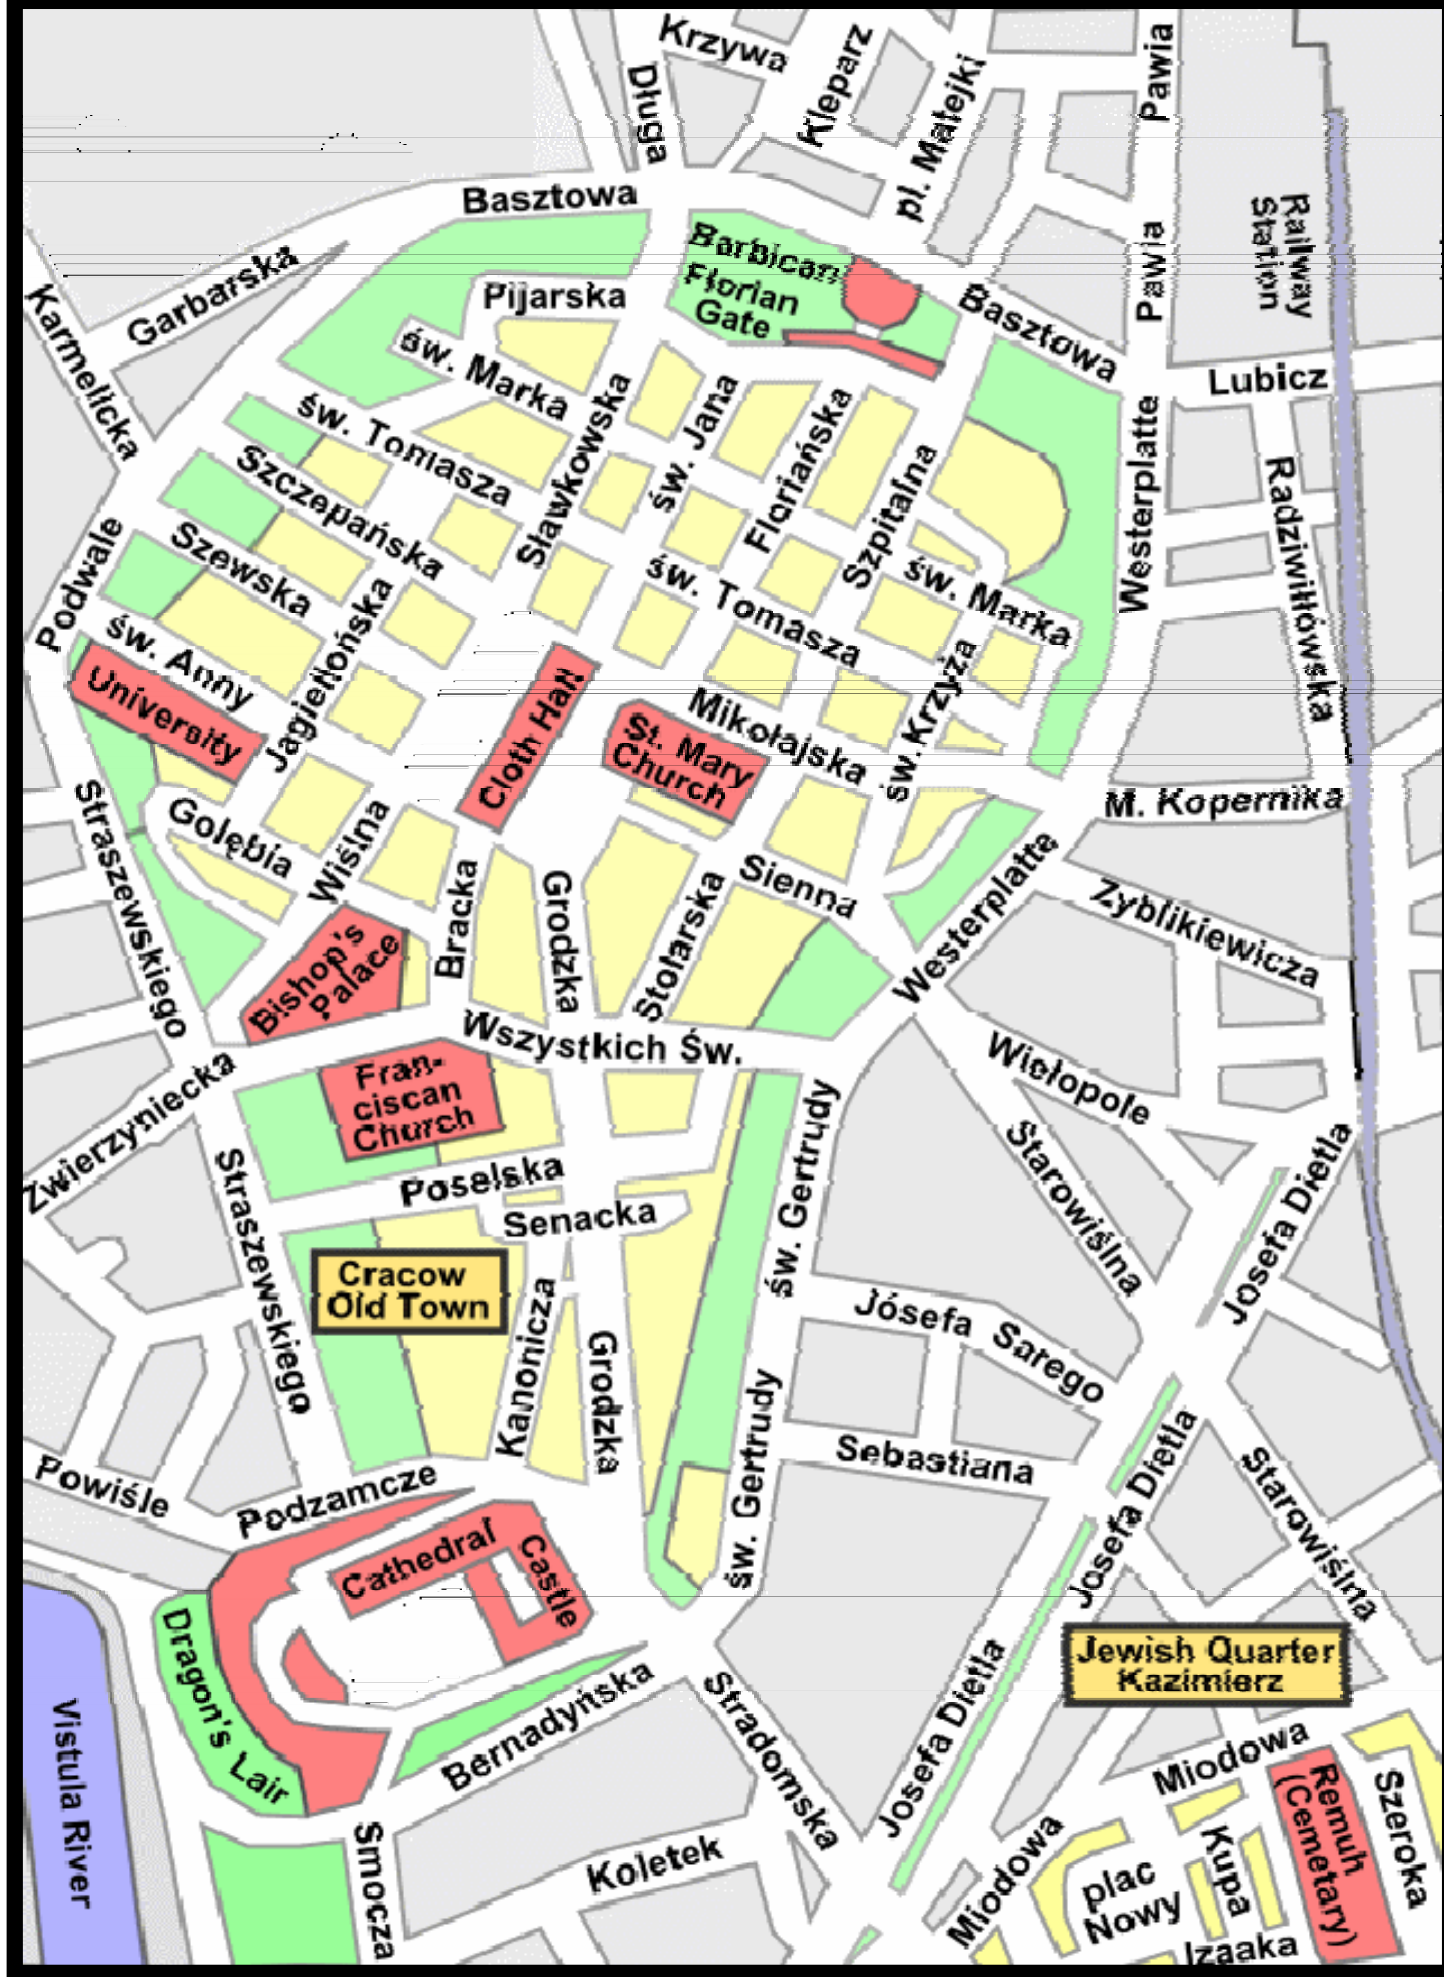 Krzywa
Długa
Kleparz
pl. Matejki
Pawia
Basztowa
Barbican
Florian
Gate
Pawia
Railway
Station
Garbarska
Pijarska
Basztowa
Karmelicka
św. Marka
Lubicz
św. Tomasza
Sławkowska
św. Jana
Floriańska
Szpitalna
Westerplatte
Radziwiłłówska
Szczepańska
Szewska
Podwale
św. Anny
Jagiellońska
św. Tomasza
św. Marka
University
Cloth Hall
St. Mary
Church
Mikołajska
św. Krzyża
M. Kopernika
Straszewskiego
Golębia
Wiślna
Bracka
Grodzka
Stolarska
Sienna
Westerplatte
Zyblikiewicza
Bishop's
Palace
Wszystkich Św.
Zwierzyniecka
Fran-
ciscan
Church
Wielopole
Starowiślna
Josefa Dietla
Straszewskiego
Poselska
Senacka
św. Gertrudy
Cracow
Old Town
Kanonicza
Grodzka
Jósefa Sarego
św. Gertrudy
Sebastiana
Josefa Dietla
Starowiślna
Powiśle
Podzamcze
Cathedral
Castle
Dragon's Lair
Vistula River
Bernadyńska
Stradomska
Josefa Dietla
Jewish Quarter
Kazimierz
Miodowa
Remuh
(Cemetary)
Szeroka
Smocza
Koletek
Miodowa
plac
Nowy
Kupa
Izaaka